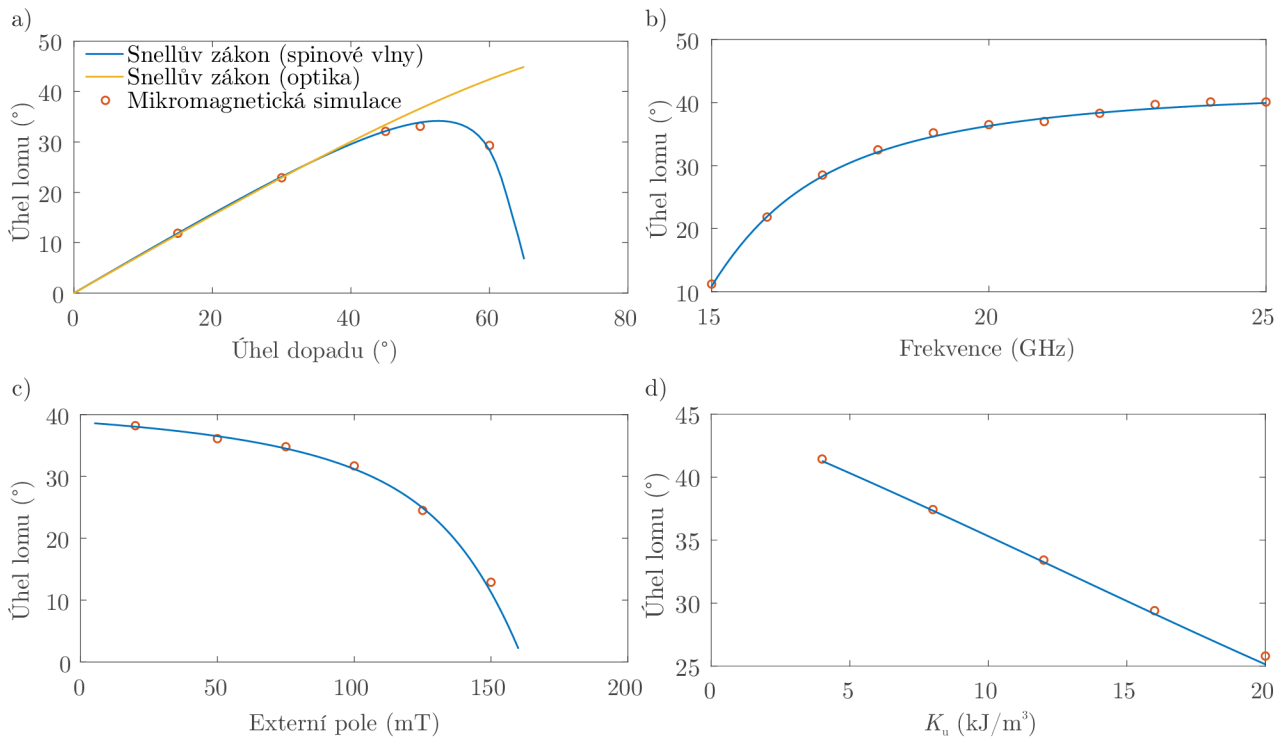 a)
50
40
30
20
10
0
0
20
40
60
80
Úhel lomu (°)
Úhel dopadu (°)
Snellův zákon (spinové vlny)
Snellův zákon (optika)
Mikromagnetická simulace
b)
50
40
30
20
10
15
20
25
Úhel lomu (°)
Frekvence (GHz)
c)
40
30
20
10
0
0
50
100
150
200
Úhel lomu (°)
Externí pole (mT)
d)
45
40
35
30
25
0
5
10
15
20
Úhel lomu (°)
Kᵤ (kJ/m³)